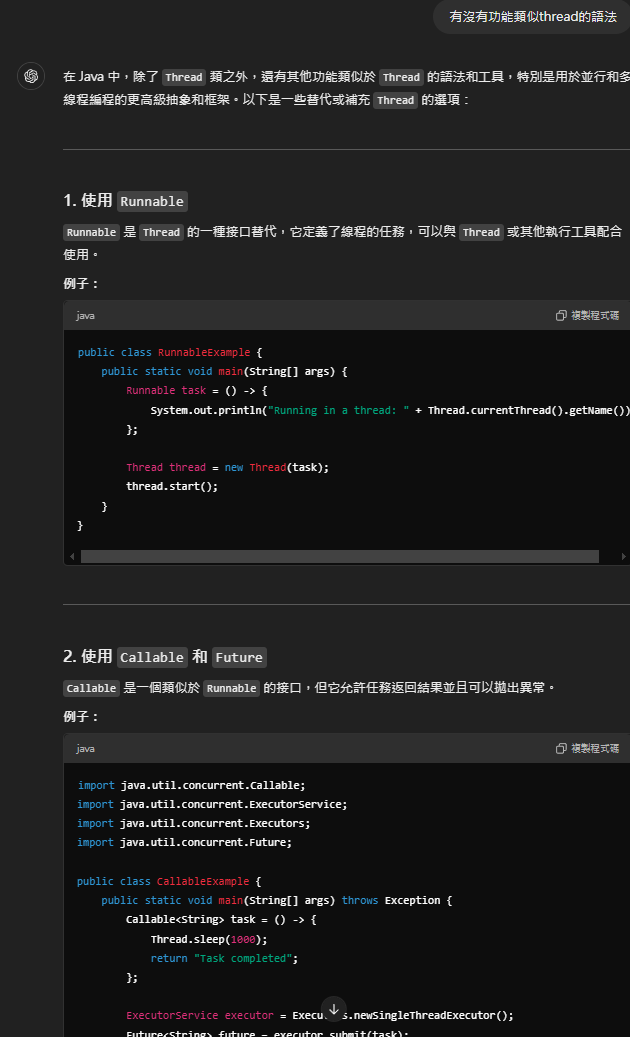 有沒有功能類似thread的語法
在 Java 中，除了 Thread 類之外，還有其他功能類似於 Thread 的語法和工具，特別是用於並行和多
線程編程的更高級抽象和框架。以下是一些替代或補充 Thread 的選項：
1. 使用 Runnable
Runnable 是 Thread 的一種接口替代，它定義了線程的任務，可以與 Thread 或其他執行工具配合
使用。
例子：
java
複製程式碼
public class RunnableExample {
    public static void main(String[] args) {
        Runnable task = () -> {
            System.out.println("Running in a thread: " + Thread.currentThread().getName())
        };
        Thread thread = new Thread(task);
        thread.start();
    }
}
2. 使用 Callable 和 Future
Callable 是一個類似於 Runnable 的接口，但它允許任務返回結果並且可以拋出異常。
例子：
java
複製程式碼
import java.util.concurrent.Callable;
import java.util.concurrent.ExecutorService;
import java.util.concurrent.Executors;
import java.util.concurrent.Future;
public class CallableExample {
    public static void main(String[] args) throws Exception {
        Callable<String> task = () -> {
            Thread.sleep(1000);
            return "Task completed";
        };
        ExecutorService executor = Execu s.newSingleThreadExecutor();
        Future<String> future = executor.submit(task);